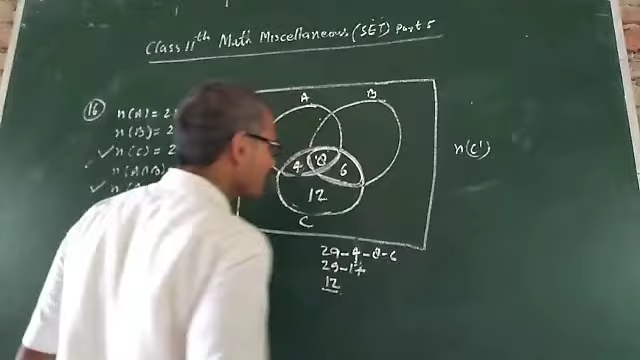 Class 11th Math Miscellaneous (SET) Part 5
16 n(A) = 2
n(B) = 2
✓ n(C) = 2
n(A∩B)
✓ n(
A
B
4
8
6
12
C
n(C')
29-4-8-6
29-17
12